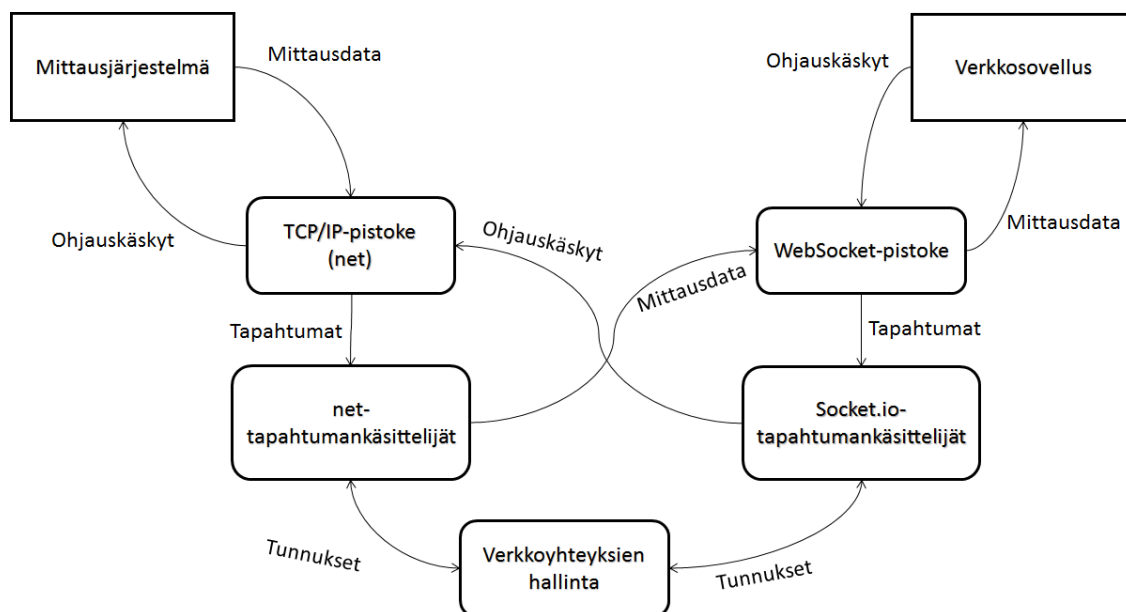 Mittausjärjestelmä
Mittausdata
Ohjauskäskyt
Verkkosovellus
Ohjauskäskyt
TCP/IP-pistoke
(net)
Ohjauskäskyt
Mittausdata
WebSocket-pistoke
Mittausdata
Tapahtumat
Tapahtumat
net-
tapahtumankäsittelijät
Socket.io-
tapahtumankäsittelijät
Tunnukset
Verkkoyhteyksien
hallinta
Tunnukset